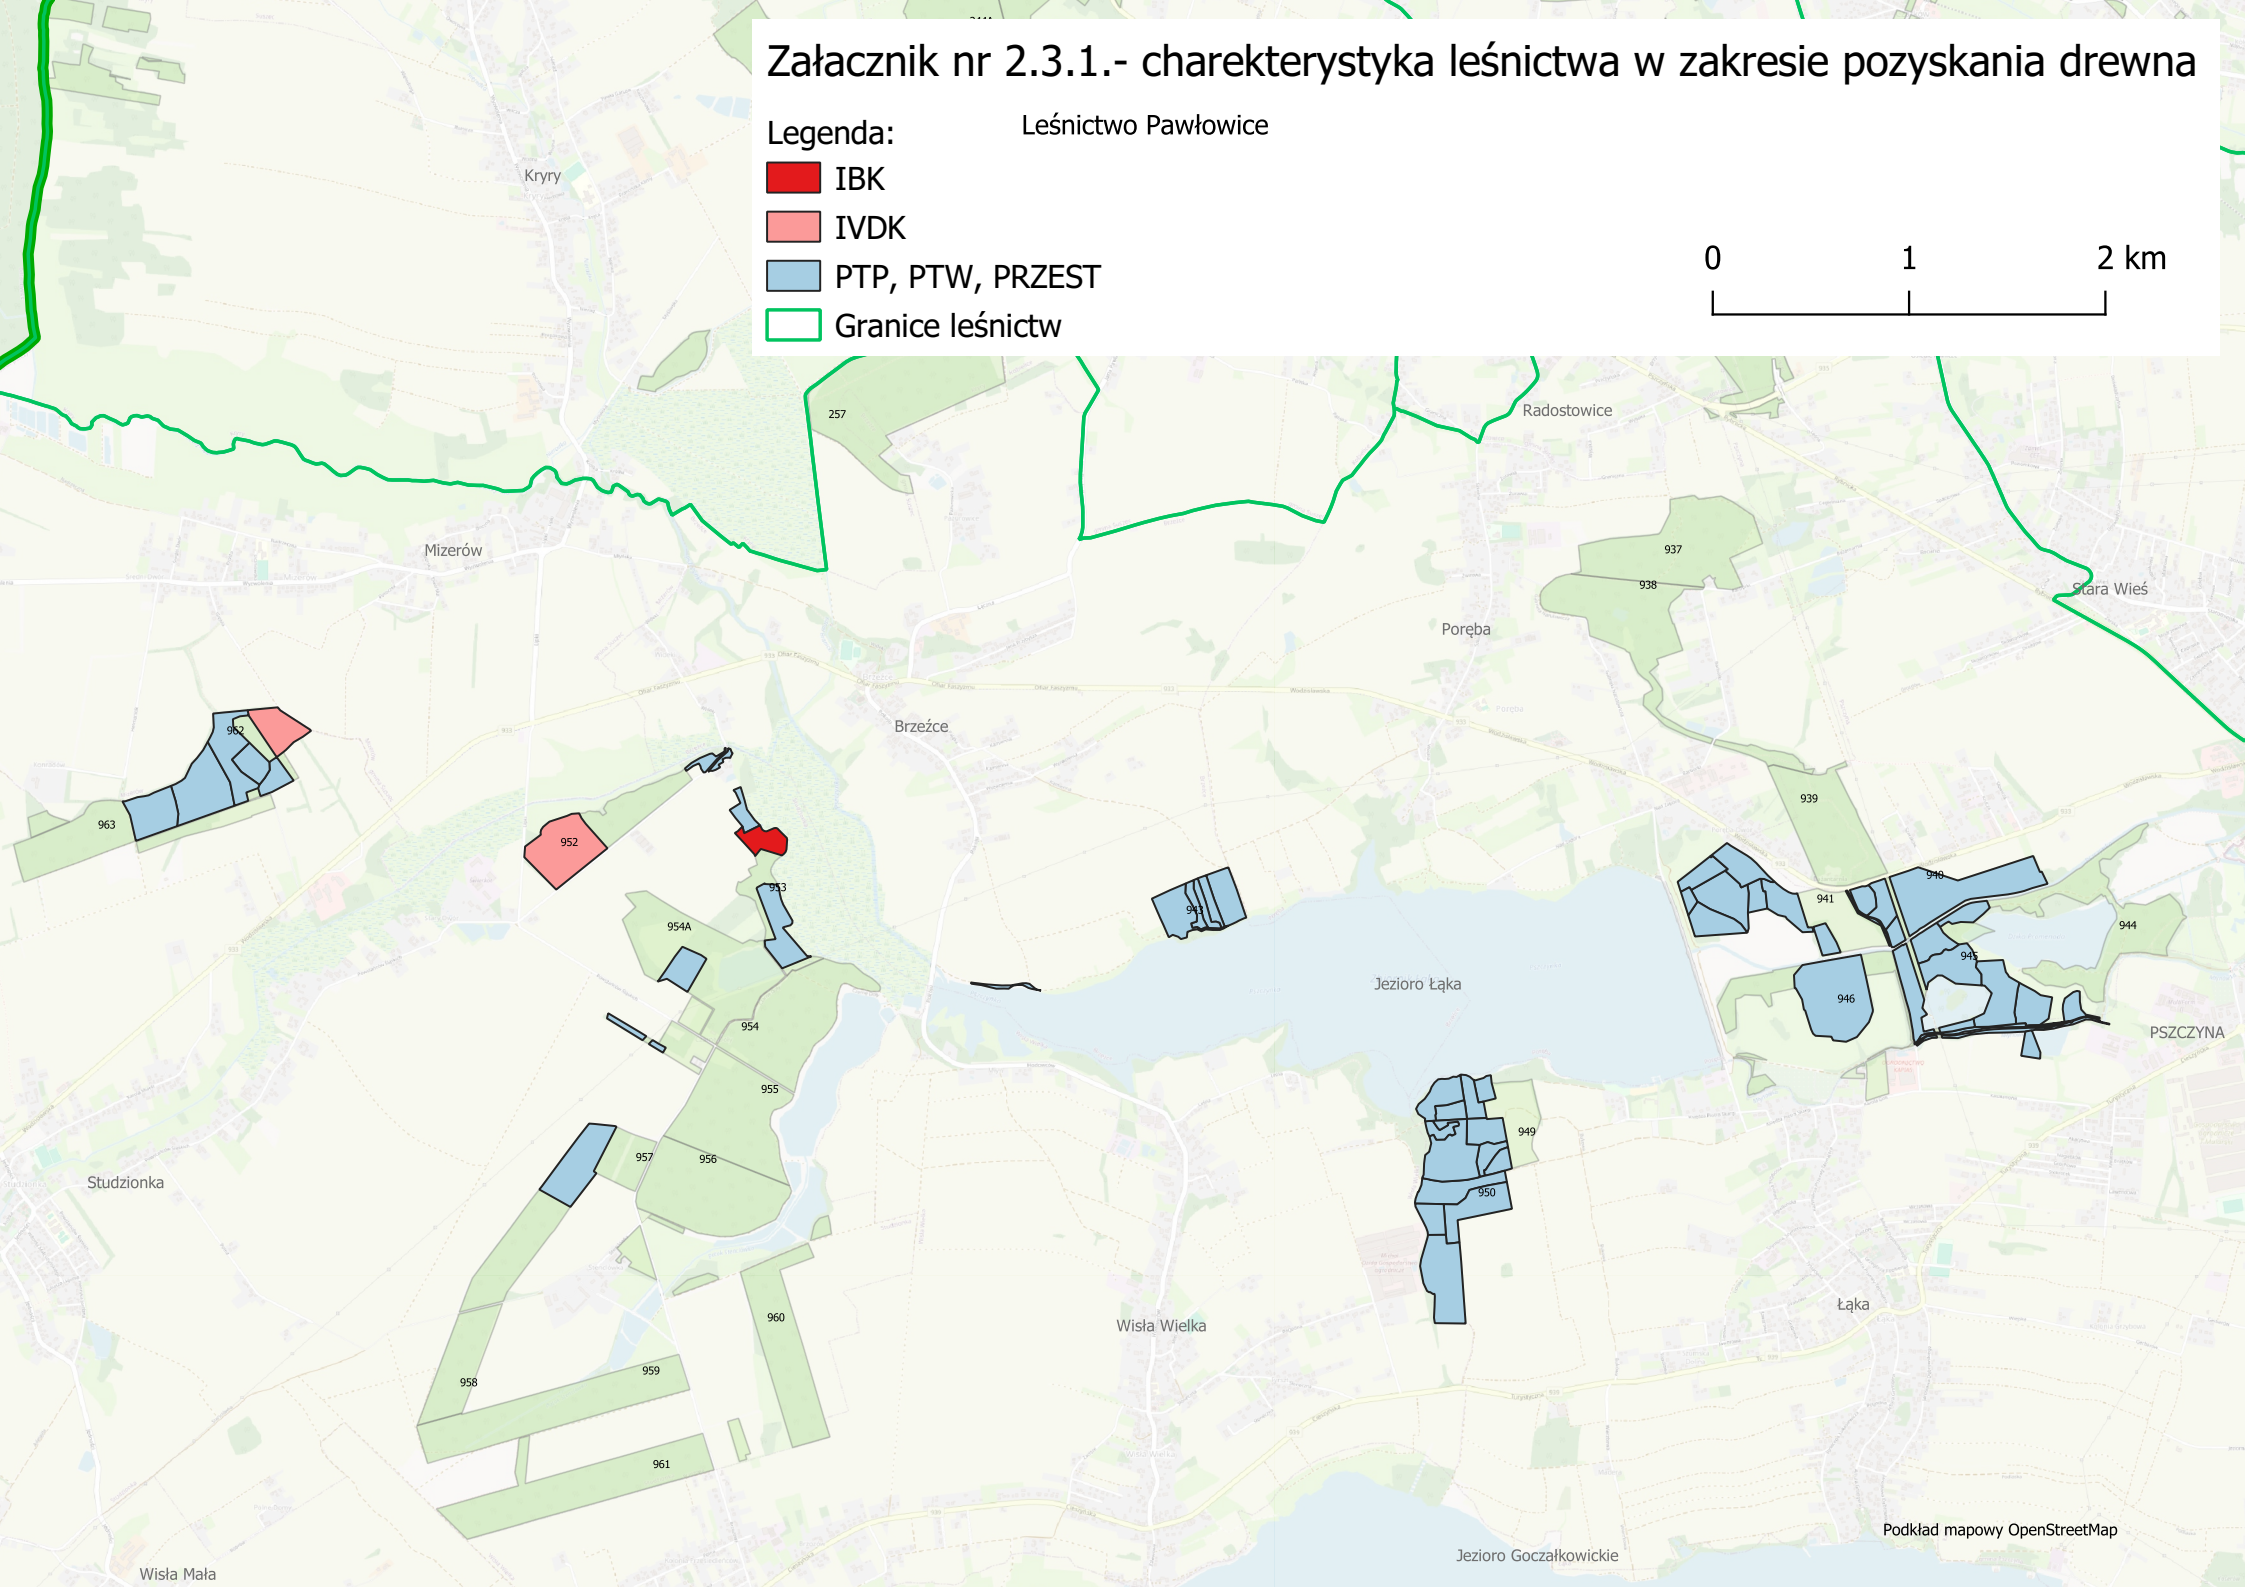 Załacznik nr 2.3.1.- charekterystyka leśnictwa w zakresie pozyskania drewna
Leśnictwo Pawłowice
Legenda:
IBK
IVDK
PTP, PTW, PRZEST
Granice leśnictw
0 1 2 km
Kryry
257
Radostowice
Mizerów
937
938
Stara Wieś
Poręba
Brzeźce
962
963
952
953
954A
943
939
940
941
944
945
946
Jezioro Łąka
954
955
PSZCZYNA
949
956
957
950
Studzionka
Łąka
960
Wisła Wielka
959
958
961
Podkład mapowy OpenStreetMap
Jezioro Goczałkowickie
Wisła Mała